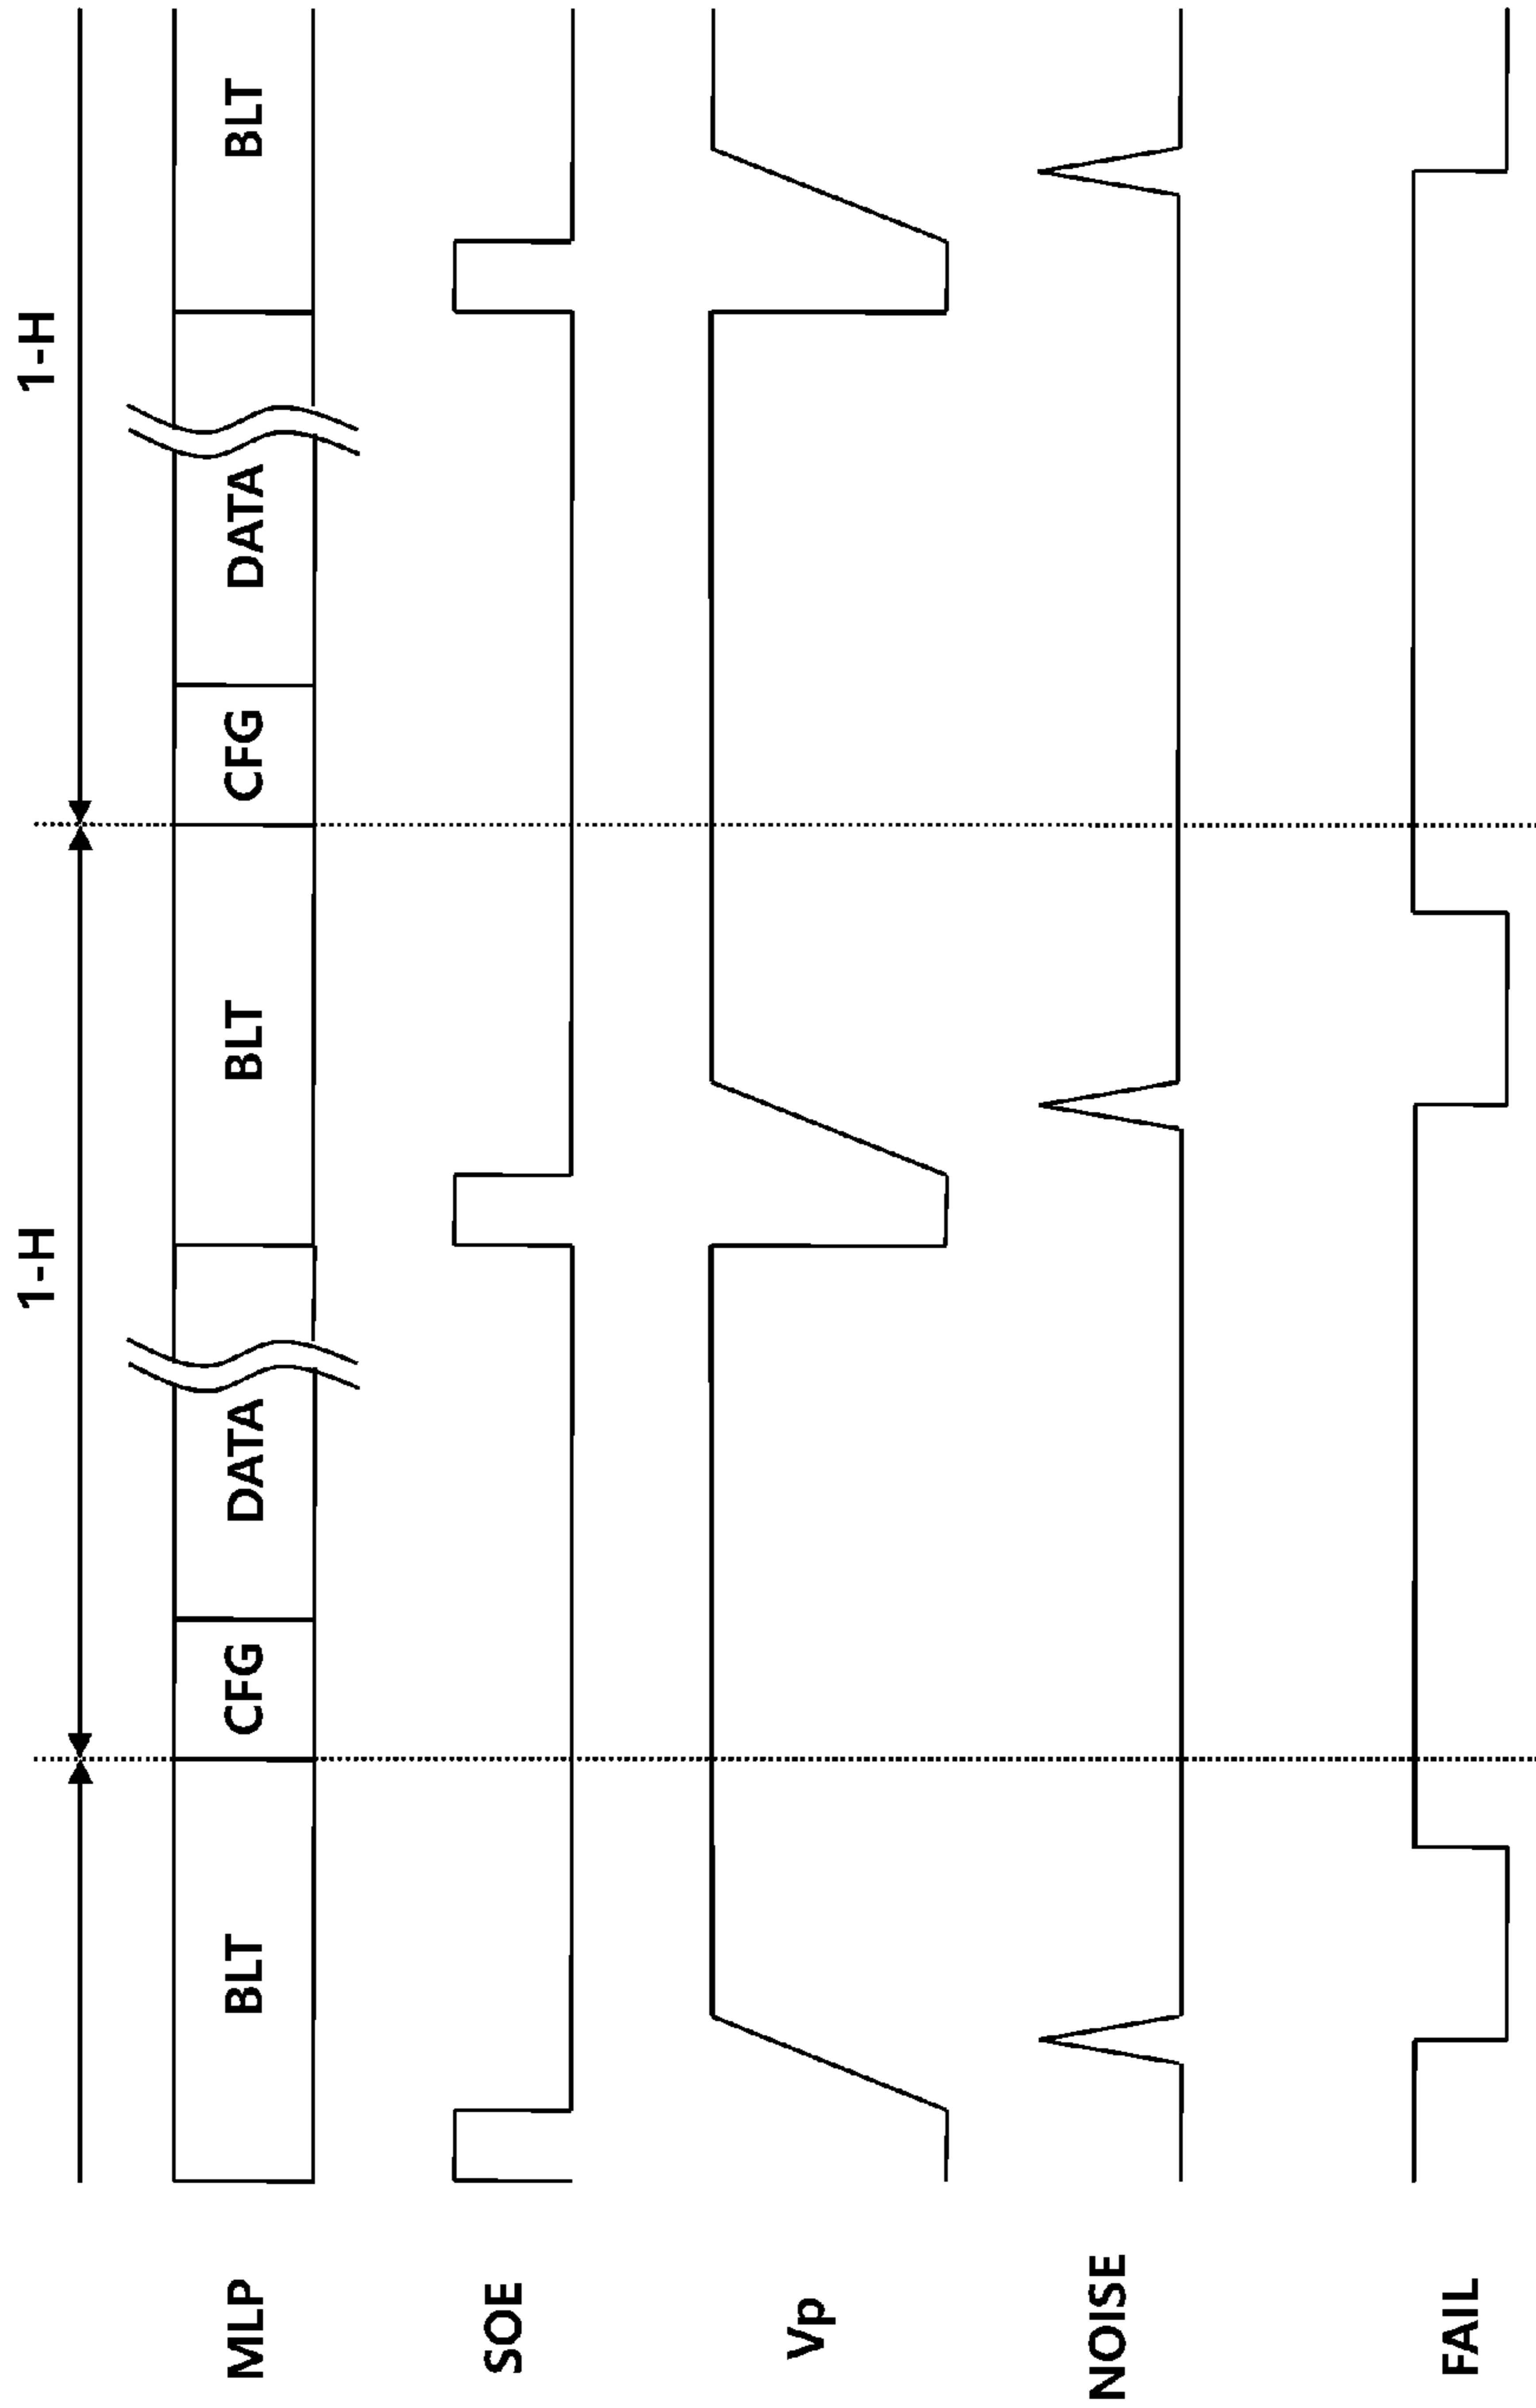 1-H 1-H
MLP BLT CFG DATA BLT CFG DATA BLT
SOE
Vp
NOISE
FAIL